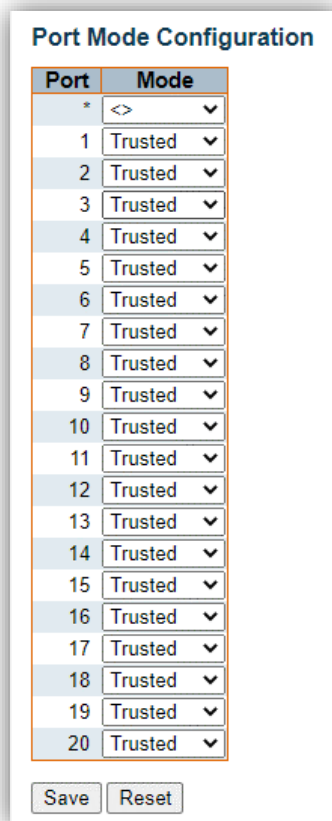 Port Mode Configuration
Port Mode
* <>
1 Trusted
2 Trusted
3 Trusted
4 Trusted
5 Trusted
6 Trusted
7 Trusted
8 Trusted
9 Trusted
10 Trusted
11 Trusted
12 Trusted
13 Trusted
14 Trusted
15 Trusted
16 Trusted
17 Trusted
18 Trusted
19 Trusted
20 Trusted
Save Reset